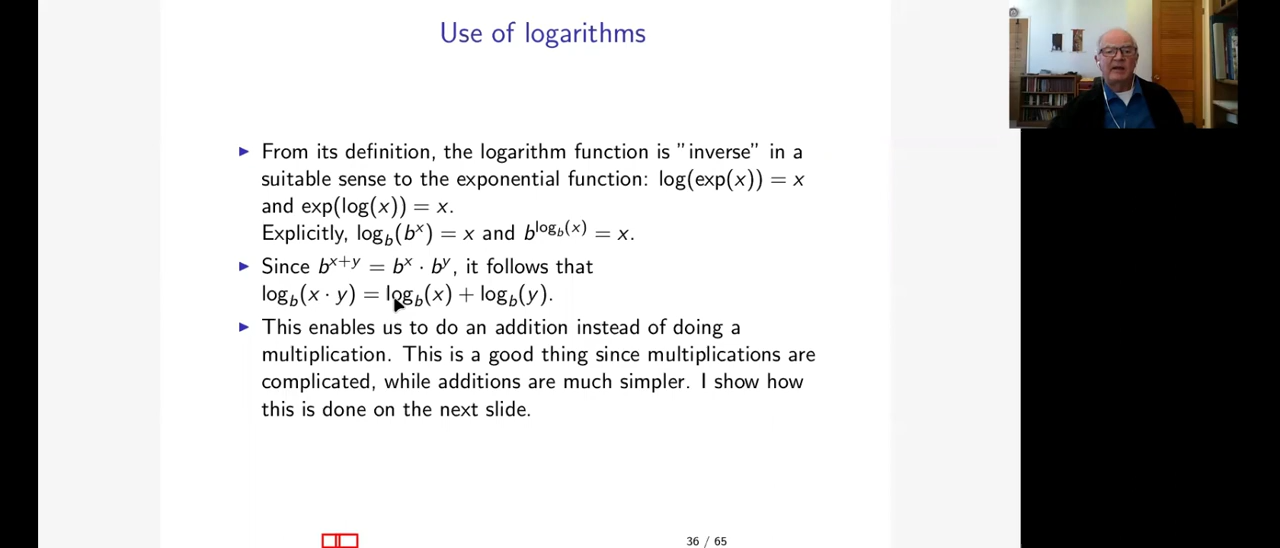 Use of logarithms
▶ From its definition, the logarithm function is "inverse" in a
suitable sense to the exponential function: log(exp(x)) = x
and exp(log(x)) = x.
Explicitly, log_b(b^x) = x and b^{log_b(x)} = x.
▶ Since b^{x+y} = b^x · b^y, it follows that
log_b(x · y) = log_b(x) + log_b(y).
▶ This enables us to do an addition instead of doing a
multiplication. This is a good thing since multiplications are
complicated, while additions are much simpler. I show how
this is done on the next slide.
36 / 65